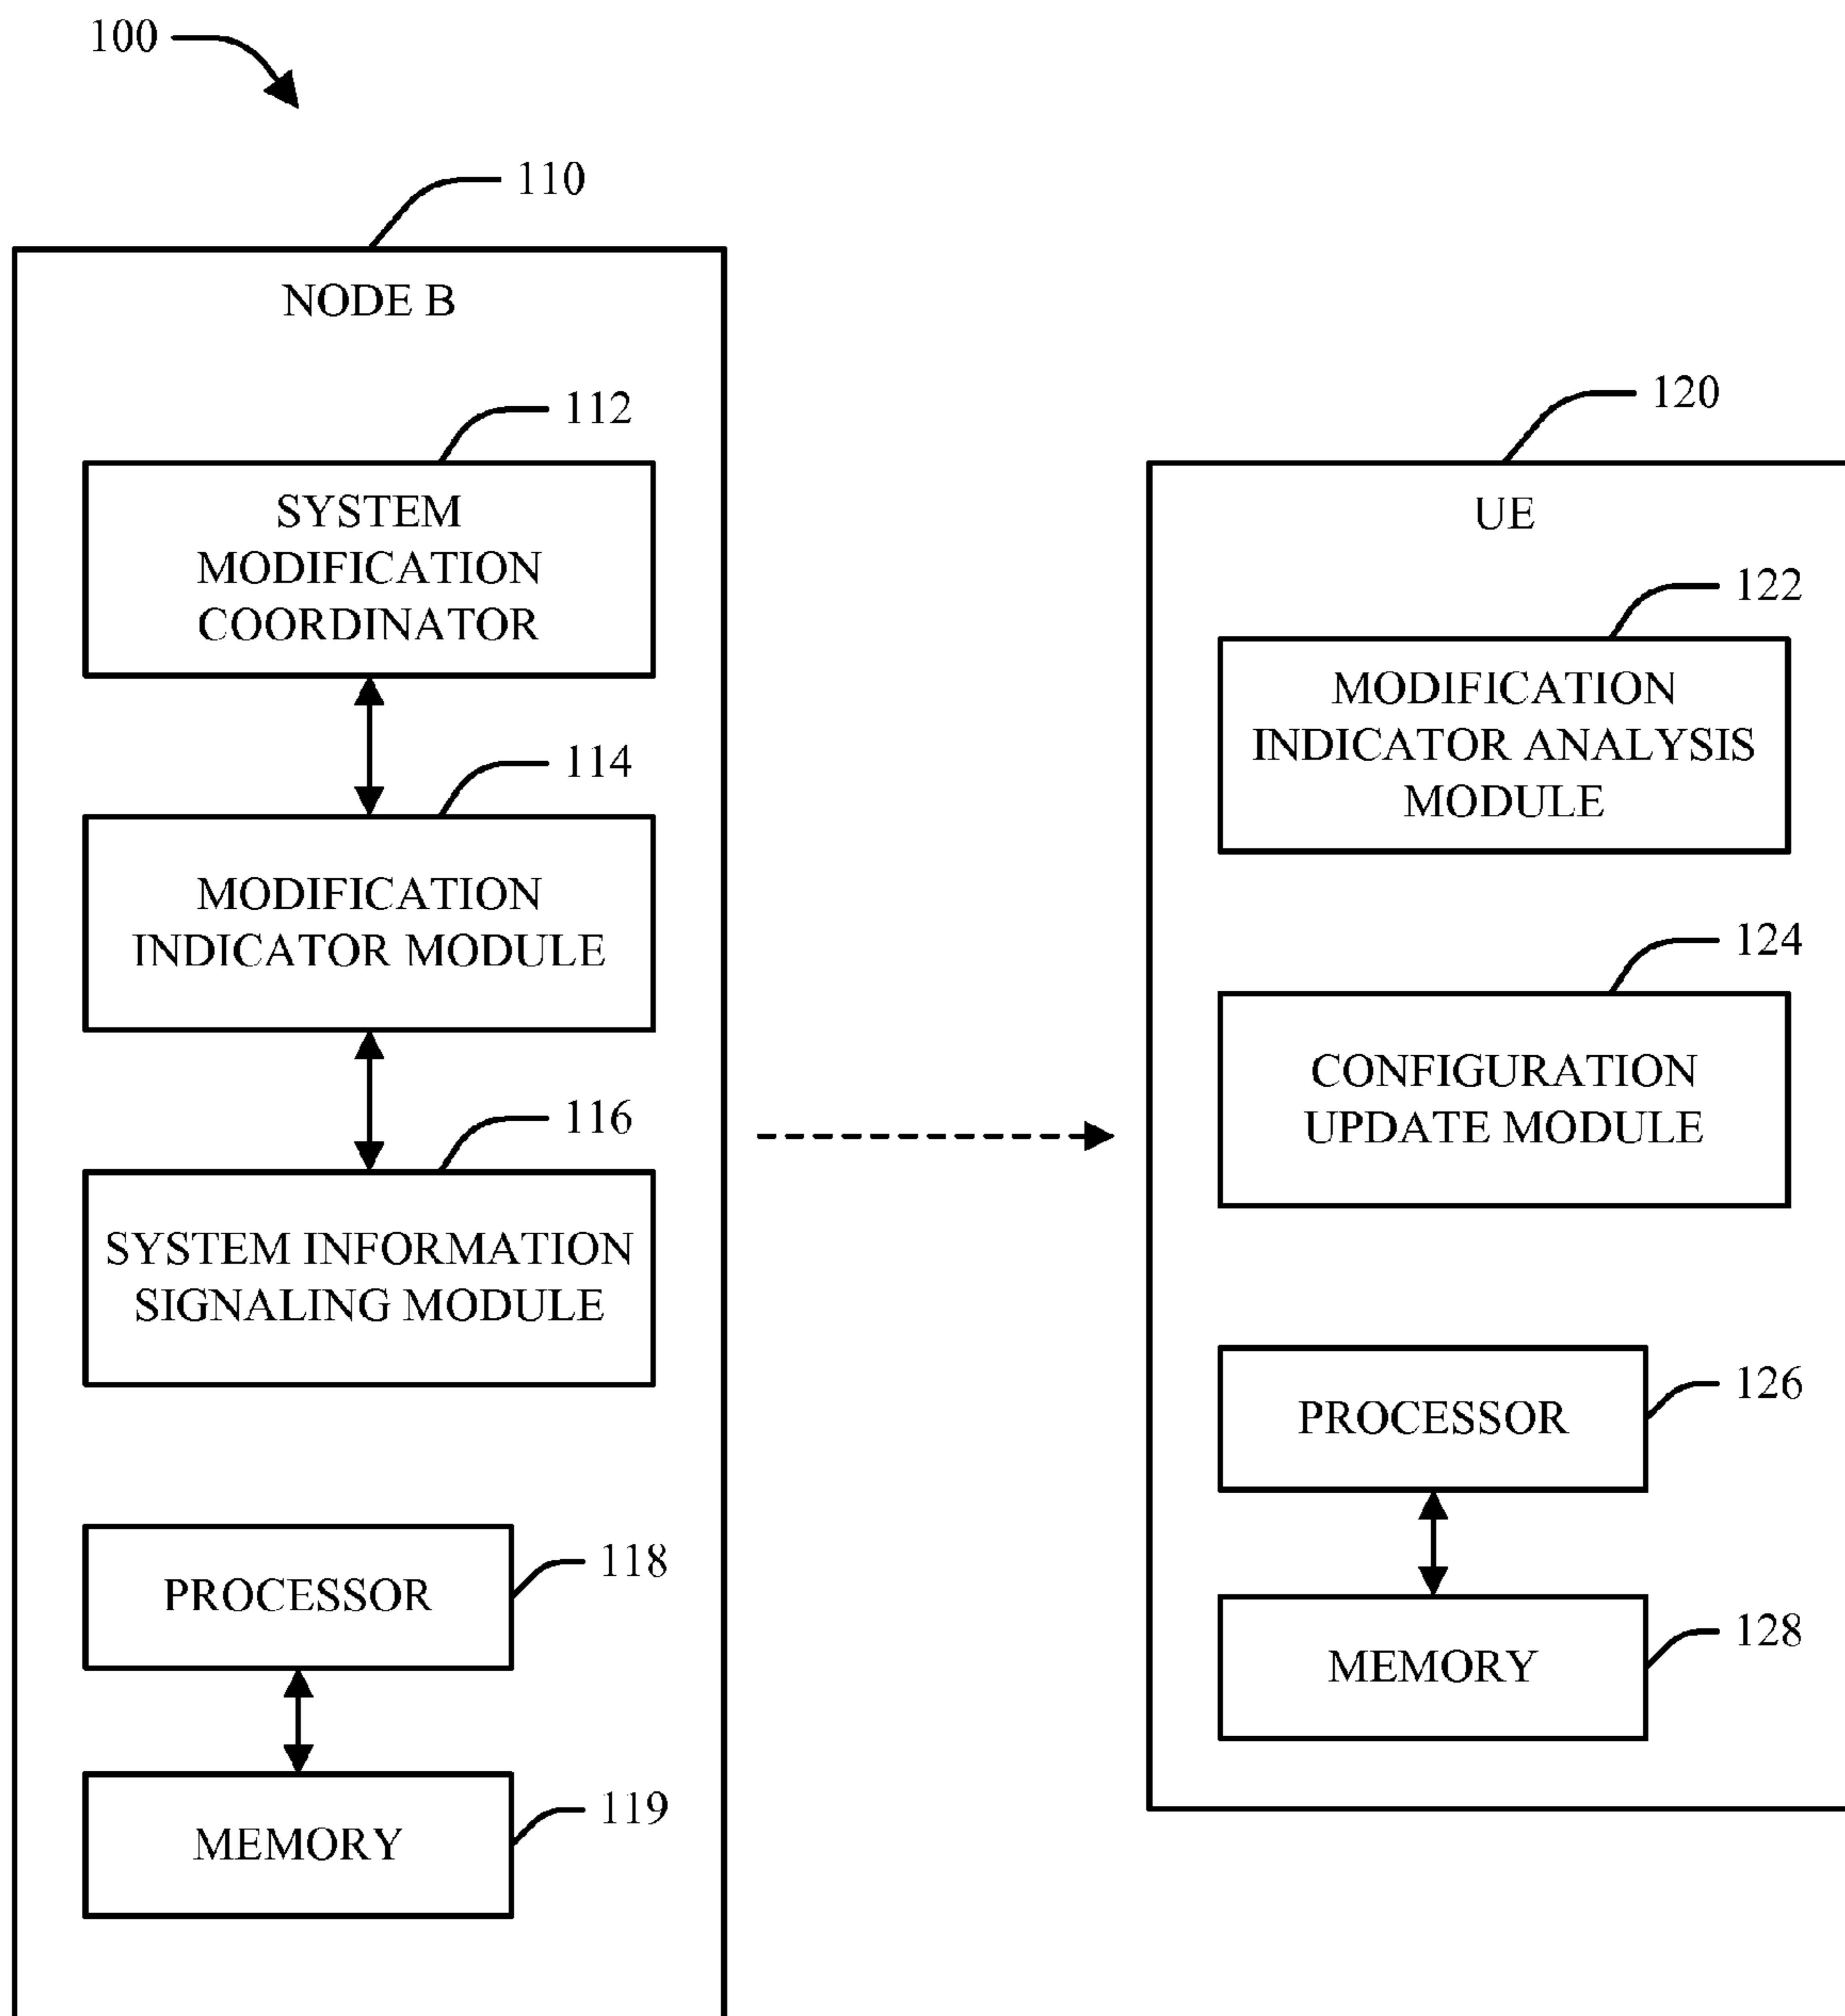 100
110
NODE B
112
SYSTEM
MODIFICATION
COORDINATOR
114
MODIFICATION
INDICATOR MODULE
116
SYSTEM INFORMATION
SIGNALING MODULE
118
PROCESSOR
119
MEMORY
120
UE
122
MODIFICATION
INDICATOR ANALYSIS
MODULE
124
CONFIGURATION
UPDATE MODULE
126
PROCESSOR
128
MEMORY